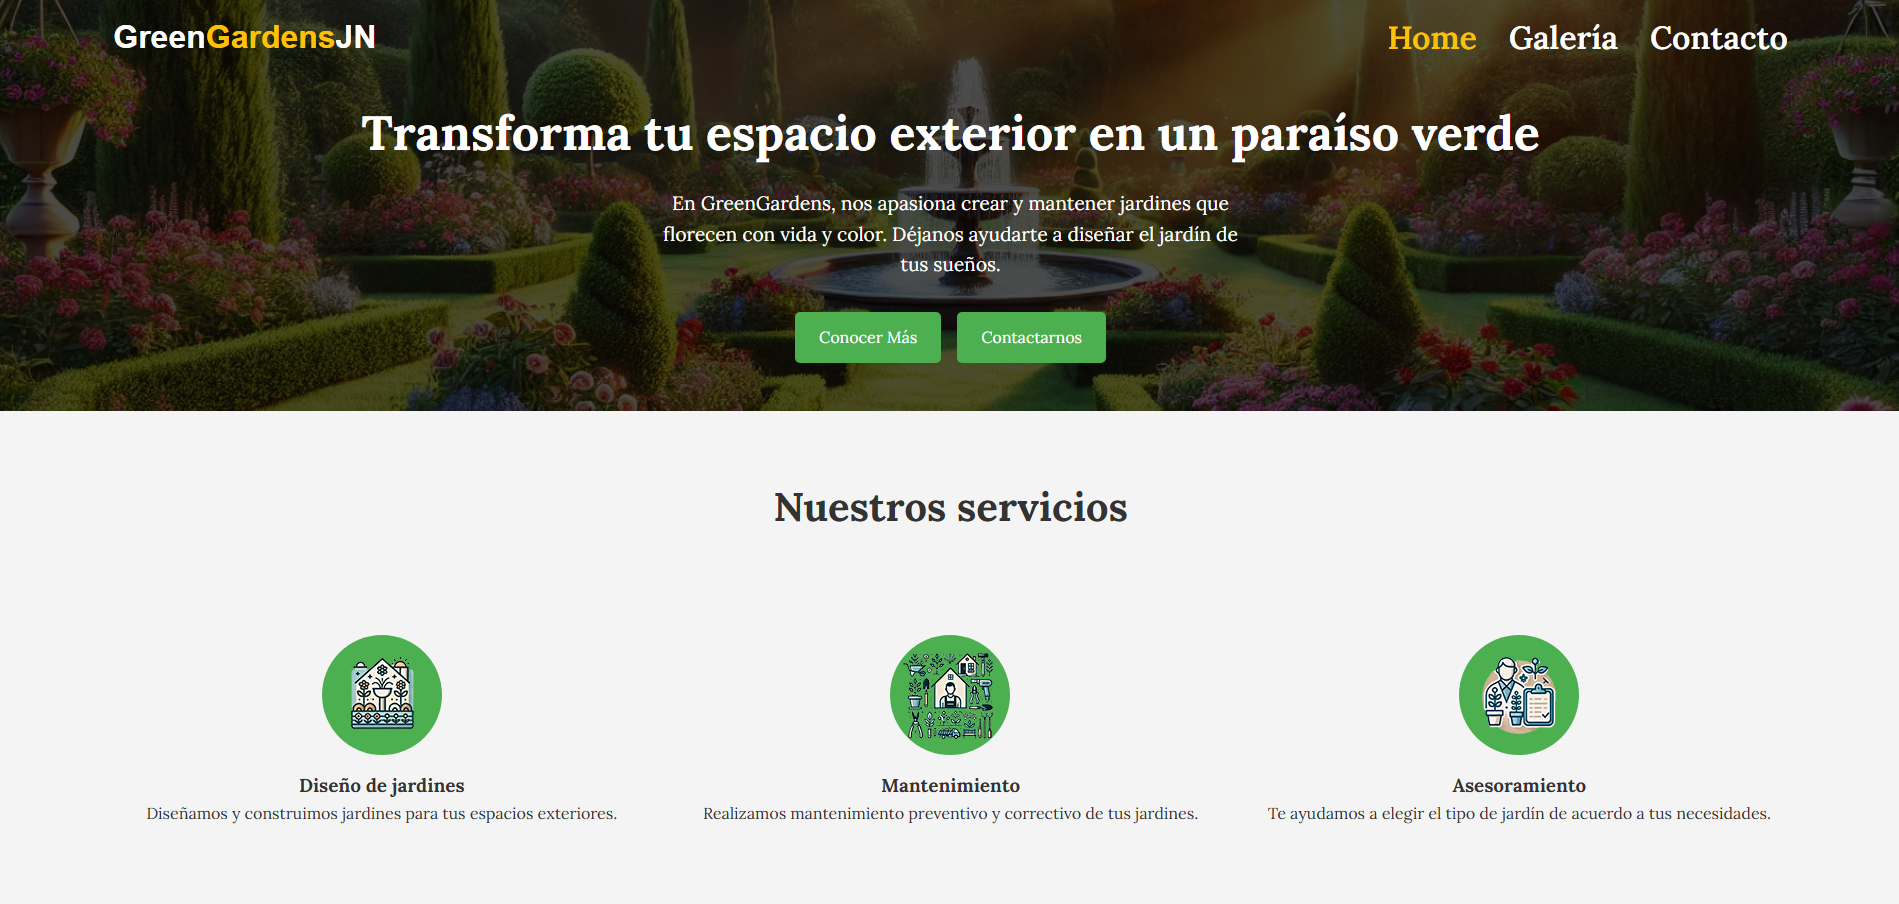 GreenGardensJN
Home Galería Contacto
Transforma tu espacio exterior en un paraíso verde
En GreenGardens, nos apasiona crear y mantener jardines que
florecen con vida y color. Déjanos ayudarte a diseñar el jardín de
tus sueños.
Conocer Más Contactarnos
Nuestros servicios
Diseño de jardines
Diseñamos y construimos jardines para tus espacios exteriores.
Mantenimiento
Realizamos mantenimiento preventivo y correctivo de tus jardines.
Asesoramiento
Te ayudamos a elegir el tipo de jardín de acuerdo a tus necesidades.